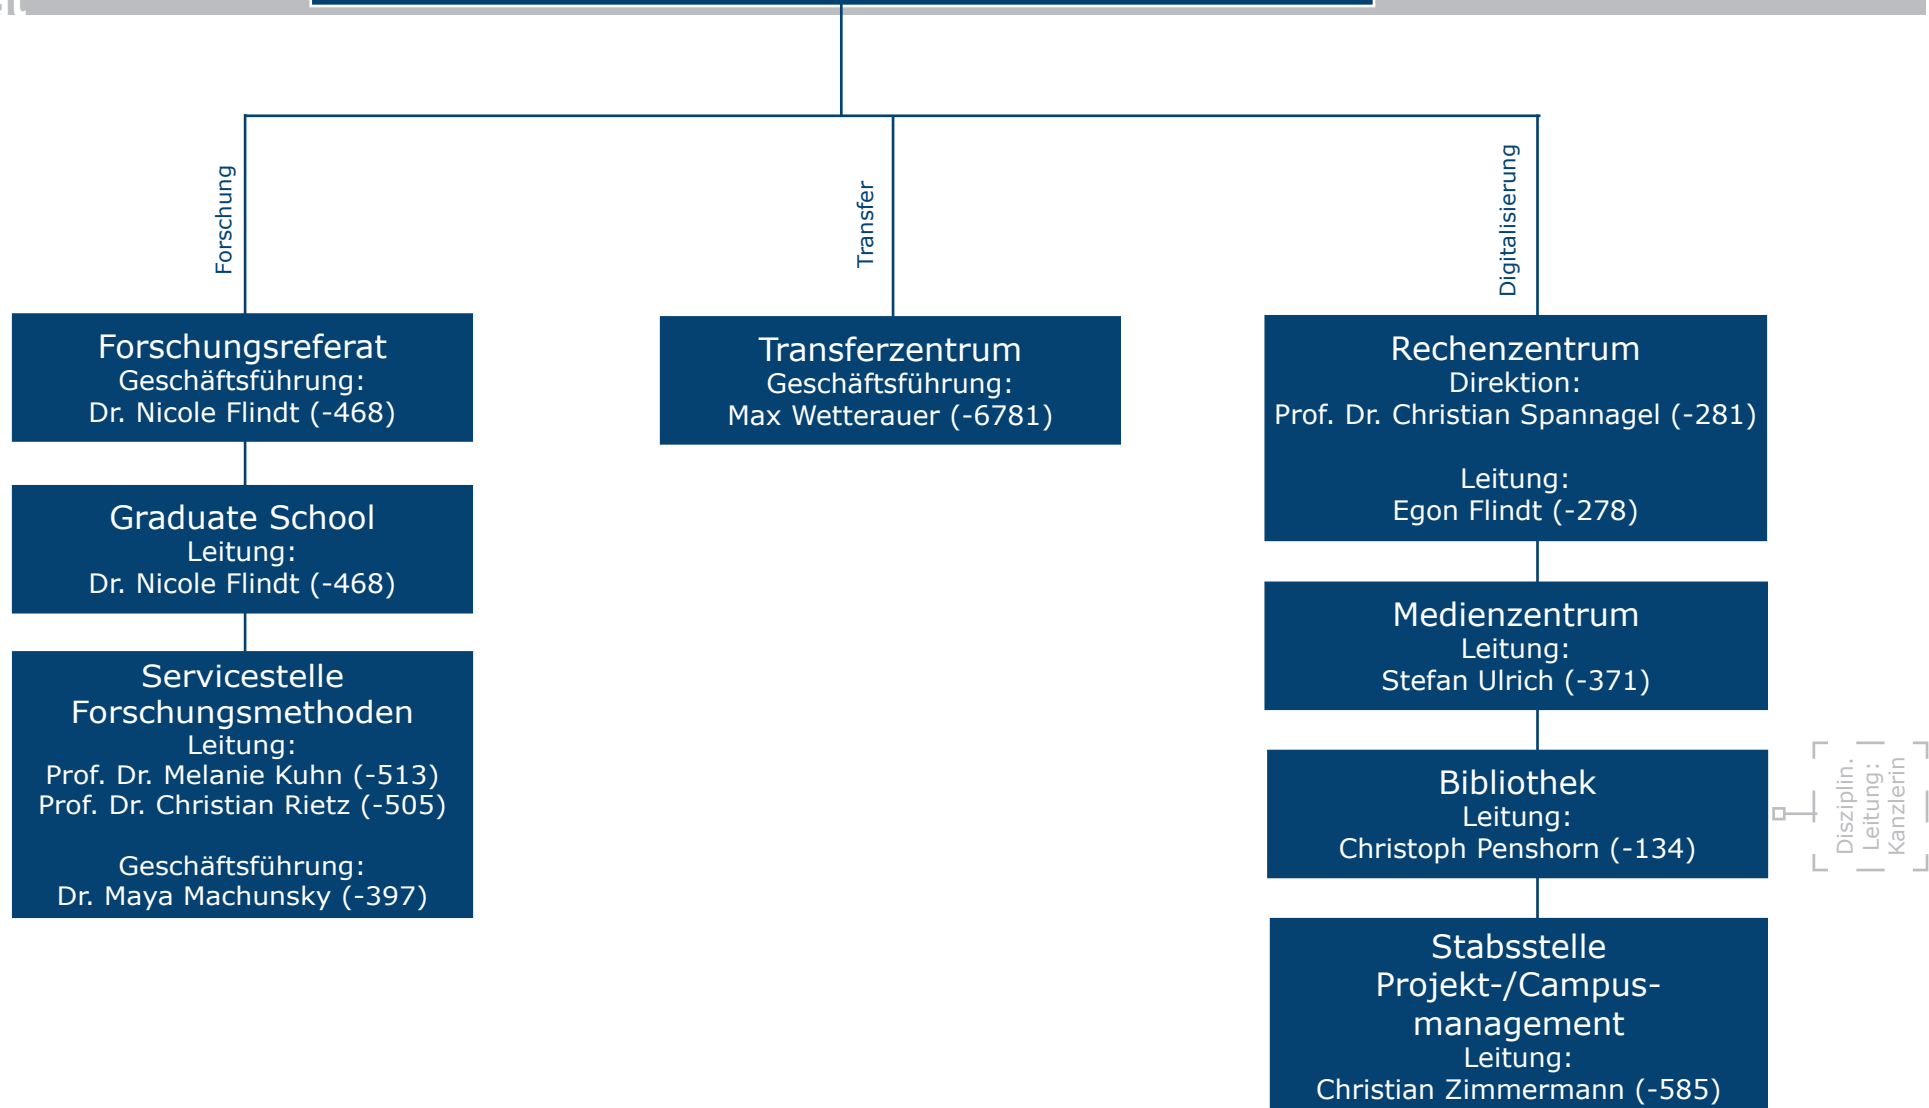 Forschung
Transfer
Digitalisierung
Forschungsreferat
Geschäftsführung:
Dr. Nicole Flindt (-468)
Graduate School
Leitung:
Dr. Nicole Flindt (-468)
Servicestelle
Forschungsmethoden
Leitung:
Prof. Dr. Melanie Kuhn (-513)
Prof. Dr. Christian Rietz (-505)
Geschäftsführung:
Dr. Maya Machunsky (-397)
Transferzentrum
Geschäftsführung:
Max Wetterauer (-6781)
Rechenzentrum
Direktion:
Prof. Dr. Christian Spannagel (-281)
Leitung:
Egon Flindt (-278)
Medienzentrum
Leitung:
Stefan Ulrich (-371)
Bibliothek
Leitung:
Christoph Penshorn (-134)
Disziplin.
Leitung:
Kanzlerin
Stabsstelle
Projekt-/Campus-
management
Leitung:
Christian Zimmermann (-585)